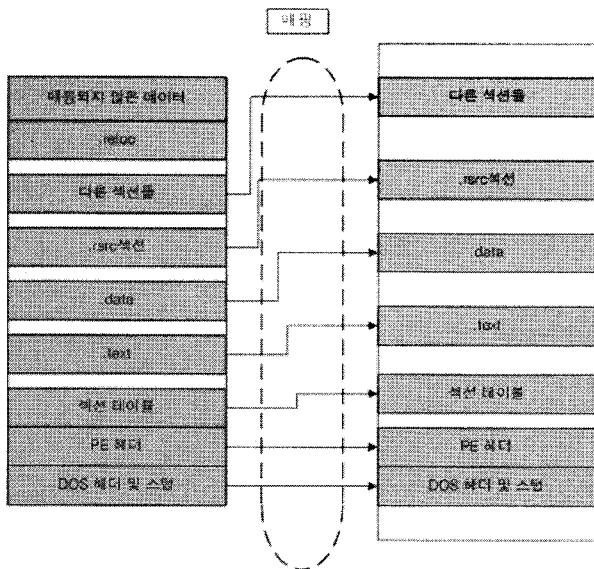 매핑
매핑되지 않은 데이터
.reloc
다른 섹션들
.rsrc섹션
.data
.text
섹션 테이블
PE 헤더
DOS 헤더 및 스텁
다른 섹션들
.rsrc섹션
.data
.text
섹션 테이블
PE 헤더
DOS 헤더 및 스텁